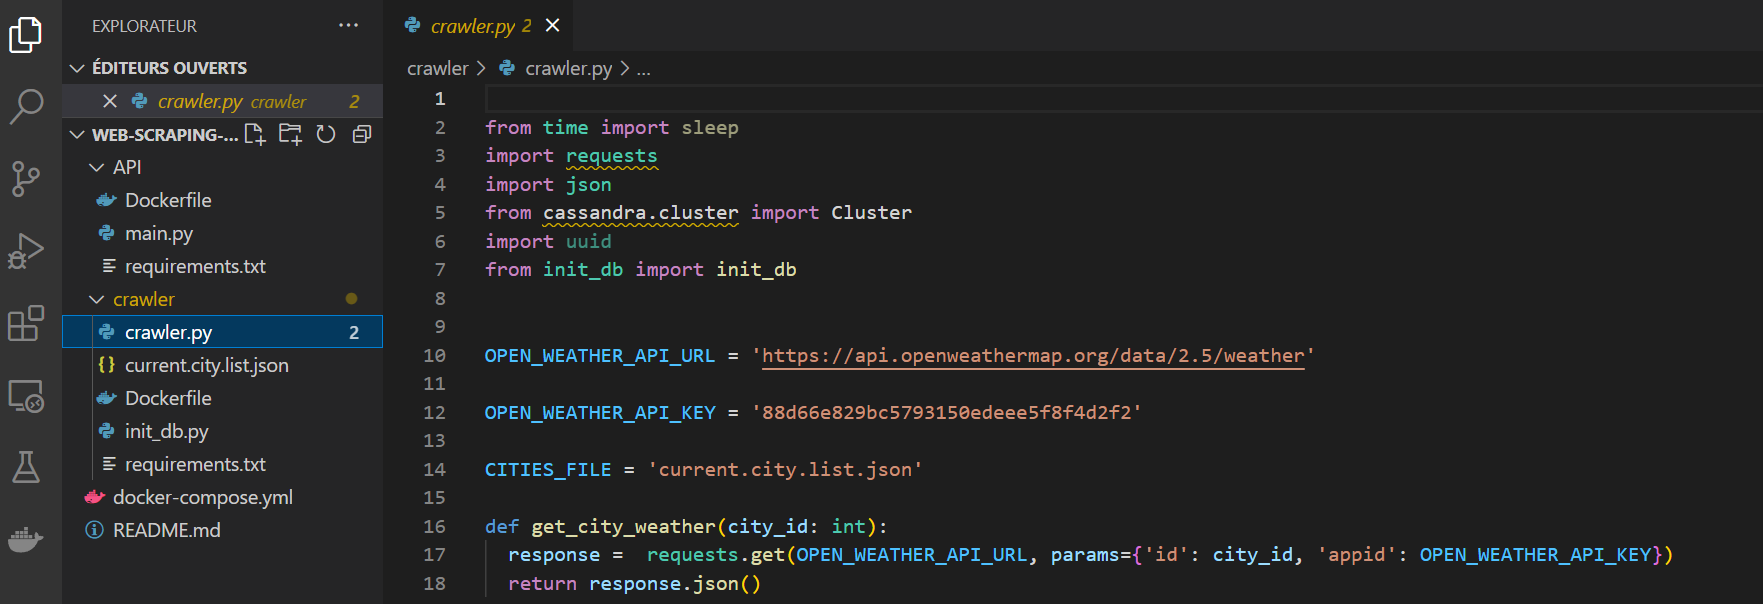 EXPLORATEUR ...
ÉDITEURS OUVERTS
crawler.py crawler 2
WEB-SCRAPING-...
API
Dockerfile
main.py
requirements.txt
crawler
crawler.py 2
{} current.city.list.json
Dockerfile
init_db.py
requirements.txt
docker-compose.yml
README.md
crawler.py 2
crawler > crawler.py > ...
1
2 from time import sleep
3 import requests
4 import json
5 from cassandra.cluster import Cluster
6 import uuid
7 from init_db import init_db
8
9
10 OPEN_WEATHER_API_URL = 'https://api.openweathermap.org/data/2.5/weather'
11
12 OPEN_WEATHER_API_KEY = '88d66e829bc5793150edeee5f8f4d2f2'
13
14 CITIES_FILE = 'current.city.list.json'
15
16 def get_city_weather(city_id: int):
17 response =  requests.get(OPEN_WEATHER_API_URL, params={'id': city_id, 'appid': OPEN_WEATHER_API_KEY})
18 return response.json()